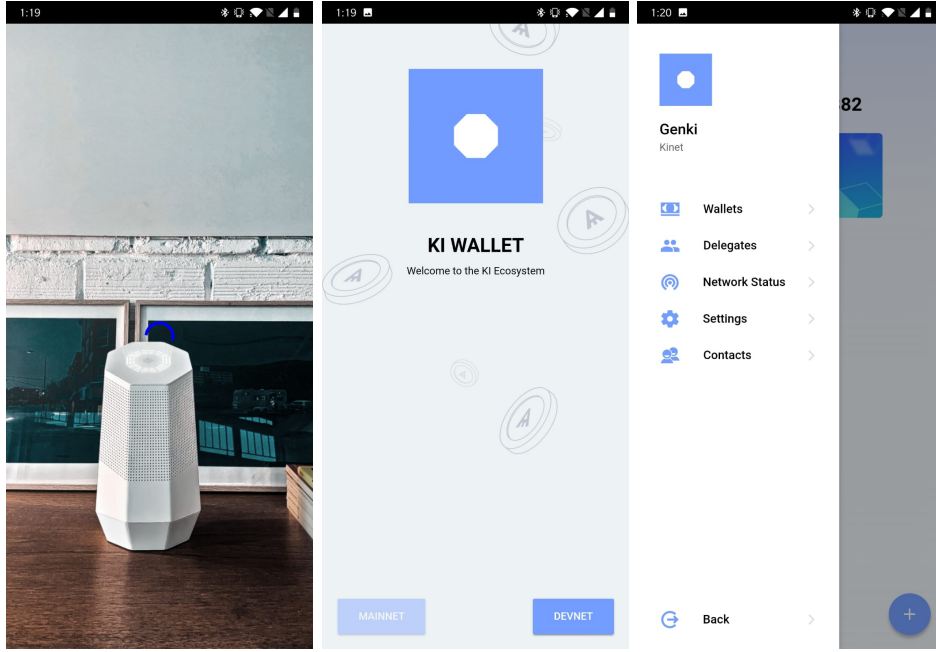 1:19
1:19
KI WALLET
Welcome to the KI Ecosystem
MAINNET
DEVNET
1:20
82
Genki
Kinet
Wallets
Delegates
Network Status
Settings
Contacts
Back
+